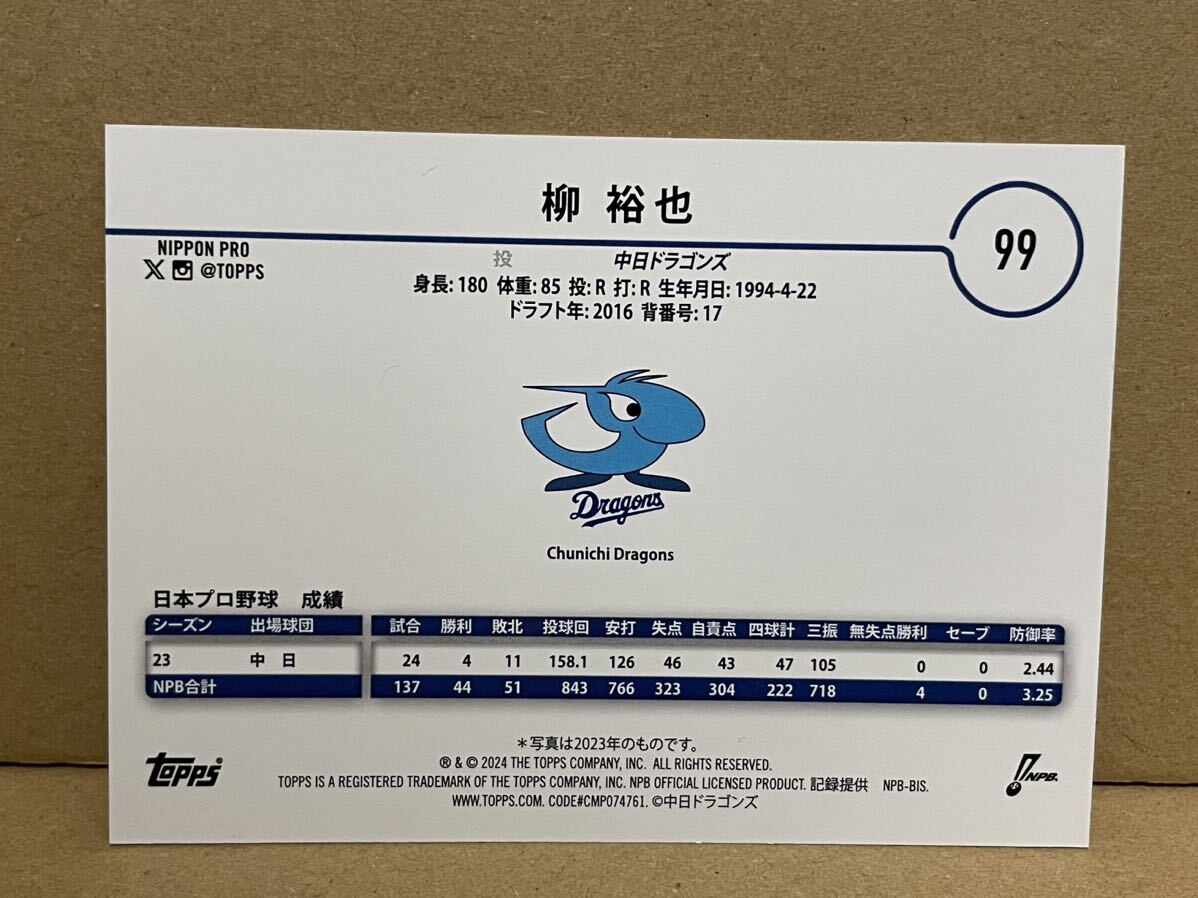 柳 裕也
99
NIPPON PRO
@TOPPS
投 中日ドラゴンズ
身長: 180 体重: 85 投: R 打: R 生年月日: 1994-4-22
ドラフト年: 2016 背番号: 17
Dragons
Chunichi Dragons
日本プロ野球 成績
シーズン 出場球団 試合 勝利 敗北 投球回 安打 失点 自責点 四球計 三振 無失点勝利 セーブ 防御率
23 中 日 24 4 11 158.1 126 46 43 47 105 0 0 2.44
NPB合計 137 44 51 843 766 323 304 222 718 4 0 3.25
*写真は2023年のものです。
® & © 2024 THE TOPPS COMPANY, INC. ALL RIGHTS RESERVED.
TOPPS IS A REGISTERED TRADEMARK OF THE TOPPS COMPANY, INC. NPB OFFICIAL LICENSED PRODUCT. 記録提供 NPB-BIS.
WWW.TOPPS.COM. CODE#CMP074761. ©中日ドラゴンズ
topps
NPB.